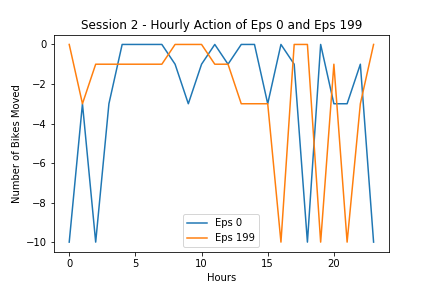 Session 2 - Hourly Action of Eps 0 and Eps 199
0
−2
−4
−6
−8
−10
Number of Bikes Moved
Eps 0
Eps 199
0 5 10 15 20
Hours